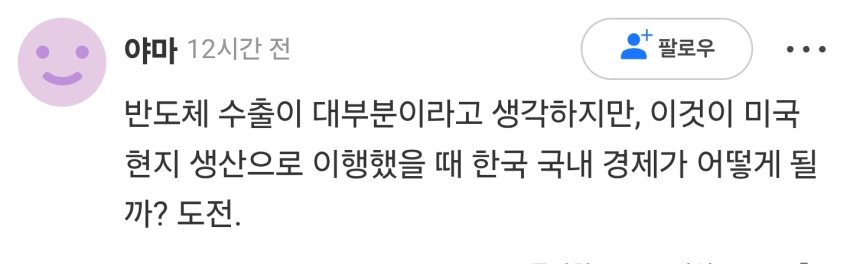 야마 12시간 전 팔로우
반도체 수출이 대부분이라고 생각하지만, 이것이 미국
현지 생산으로 이행했을 때 한국 국내 경제가 어떻게 될
까? 도전.